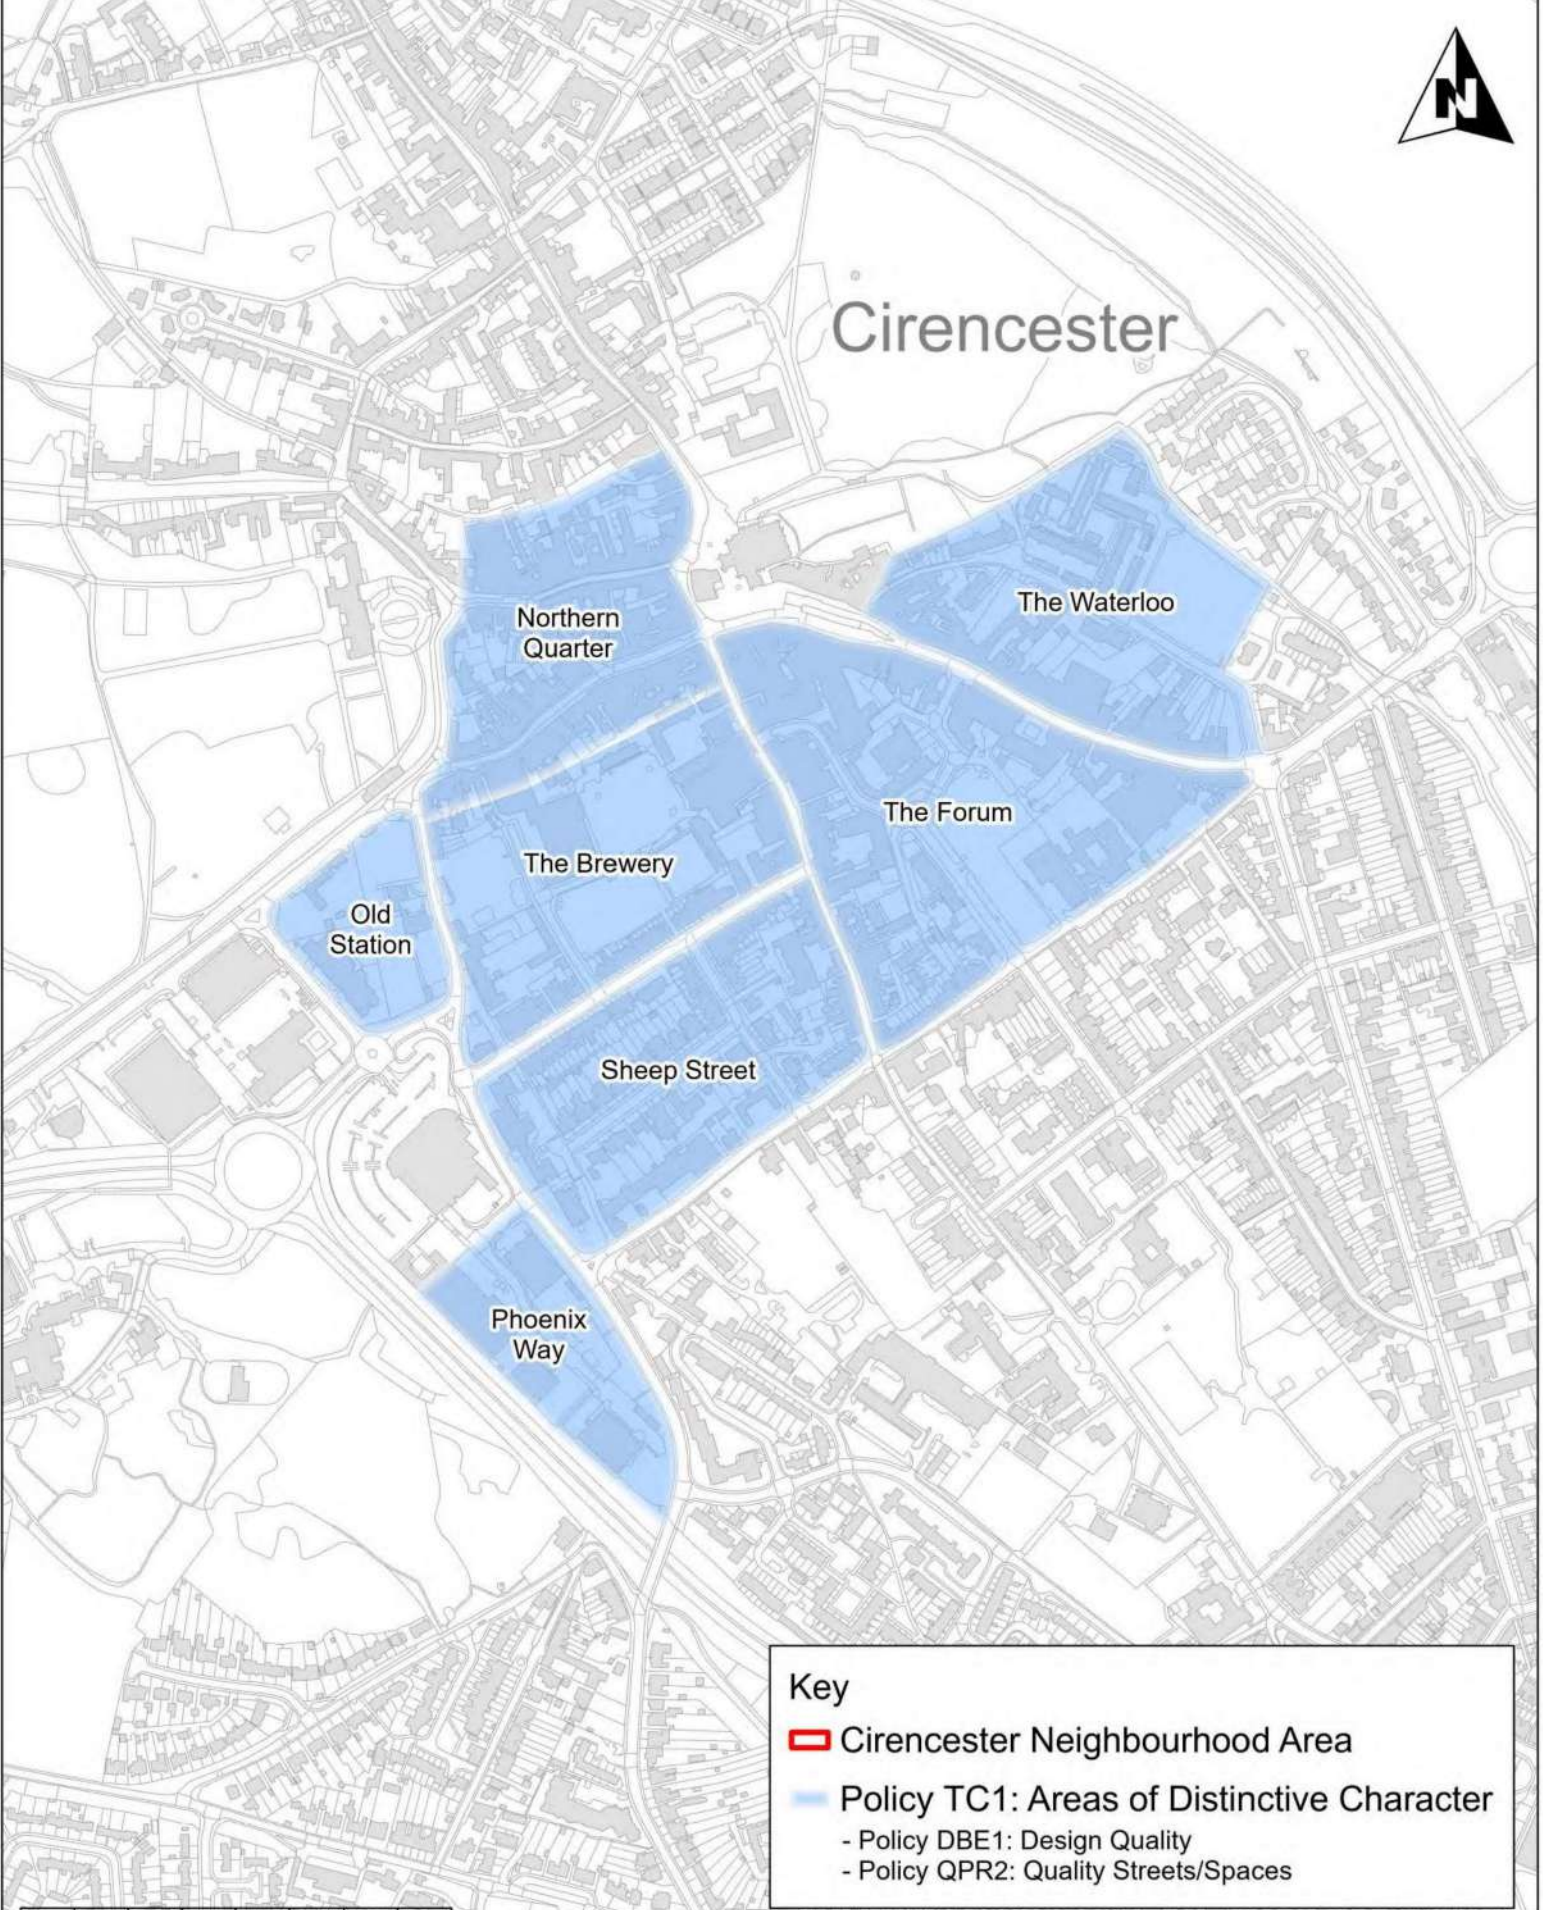 N
Cirencester
Northern
Quarter
The Waterloo
The Forum
The Brewery
Old
Station
Sheep Street
Phoenix
Way
Key
Cirencester Neighbourhood Area
Policy TC1: Areas of Distinctive Character
- Policy DBE1: Design Quality
- Policy QPR2: Quality Streets/Spaces